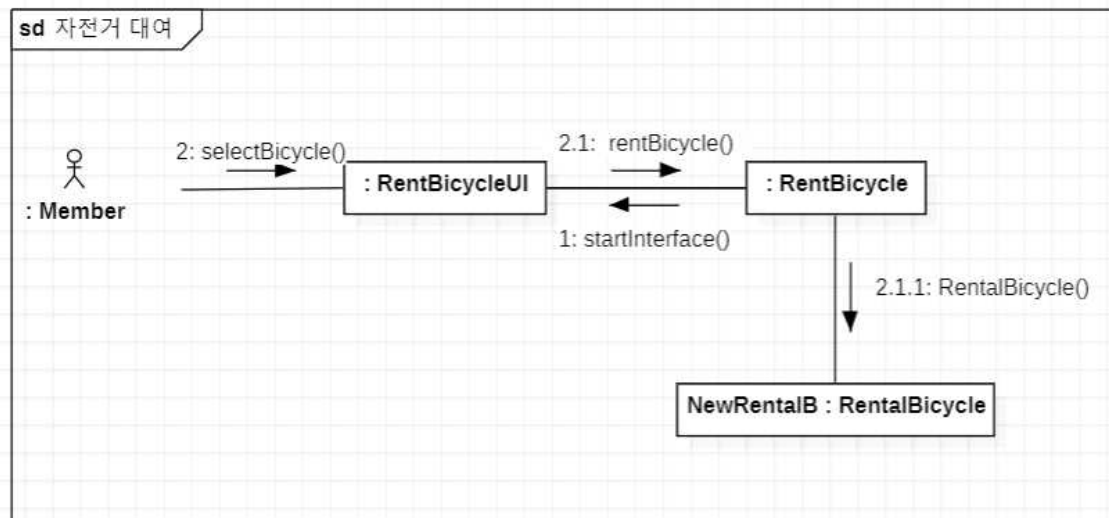 sd 자전거 대여
2: selectBicycle()
2.1: rentBicycle()
: Member
: RentBicycleUI
: RentBicycle
1: startInterface()
2.1.1: RentalBicycle()
NewRentalB : RentalBicycle